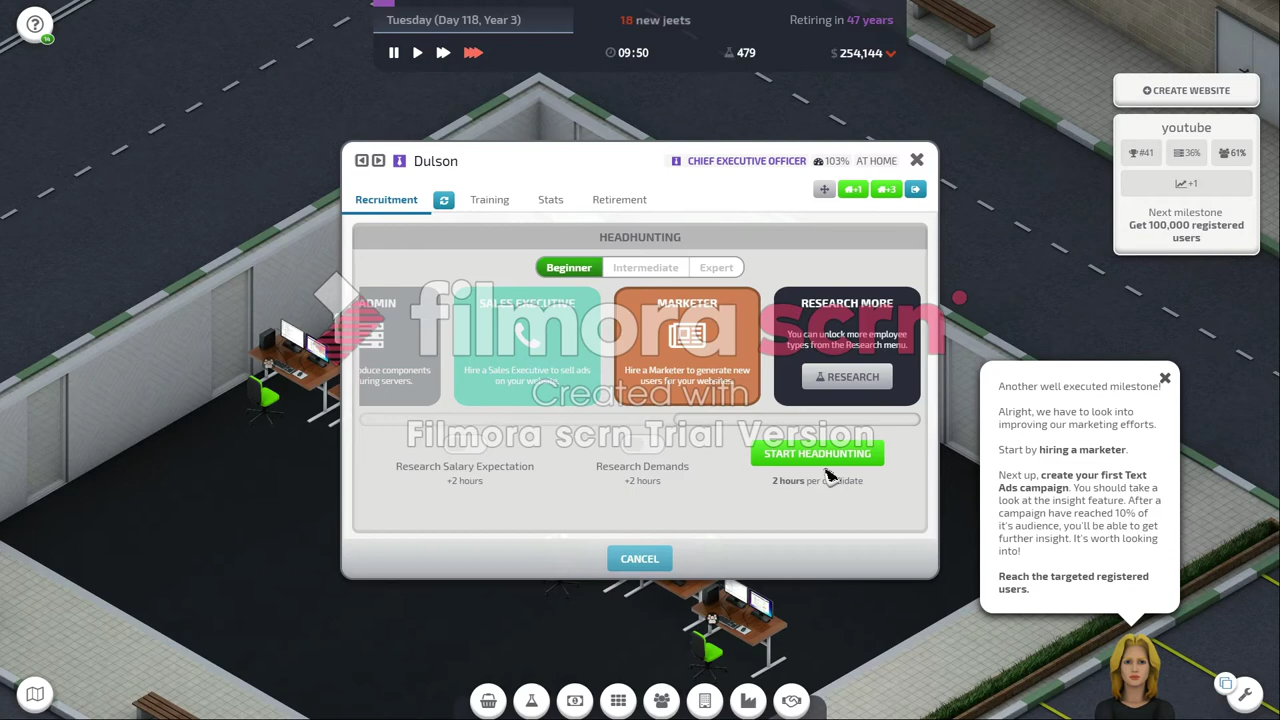 Tuesday (Day 118, Year 3)
18 new jeets
Retiring in 47 years
09:50
479
$ 254,144
14
CREATE WEBSITE
youtube
#41
36%
61%
+1
Next milestone
Get 100,000 registered
users
Dulson
CHIEF EXECUTIVE OFFICER
103%
AT HOME
Recruitment
Training
Stats
Retirement
+1
+3
HEADHUNTING
Beginner
Intermediate
Expert
ADMIN
oduce components
uring servers.
SALES EXECUTIVE
Hire a Sales Executive to sell ads
on your website.
MARKETER
Hire a Marketer to generate new
users for your websites.
RESEARCH MORE
You can unlock more employee
types from the Research menu.
RESEARCH
filmora scrn
Created with
Filmora scrn Trial Version
Research Salary Expectation
+2 hours
Research Demands
+2 hours
START HEADHUNTING
2 hours per candidate
CANCEL
Another well executed milestone!
Alright, we have to look into
improving our marketing efforts.
Start by hiring a marketer.
Next up, create your first Text
Ads campaign. You should take a
look at the insight feature. After a
campaign have reached 10% of
it's audience, you'll be able to get
further insight. It's worth looking
into!
Reach the targeted registered
users.